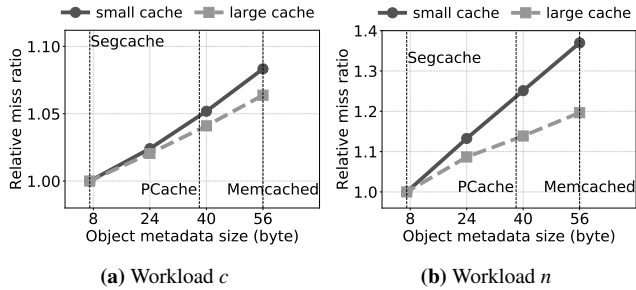 small cache large cache
Relative miss ratio
1.10
1.05
1.00
Segcache
PCache
Memcached
8 24 40 56
Object metadata size (byte)
(a) Workload c
small cache large cache
Relative miss ratio
1.4
1.3
1.2
1.1
1.0
Segcache
PCache
Memcached
8 24 40 56
Object metadata size (byte)
(b) Workload n